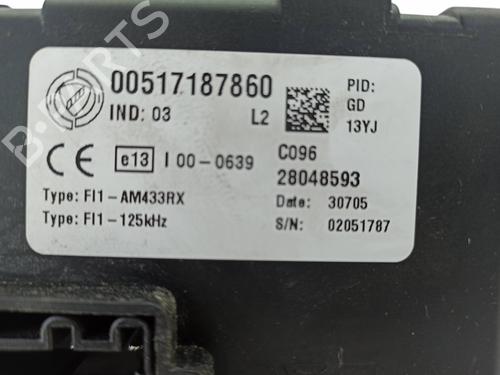 B-PARTS
00517187860
IND: 03 L2
PID:
GD
13YJ
CE e13 I 00-0639
C096
28048593
Type: FI1-AM433RX
Date: 30705
Type: FI1-125kHz
S/N: 02051787